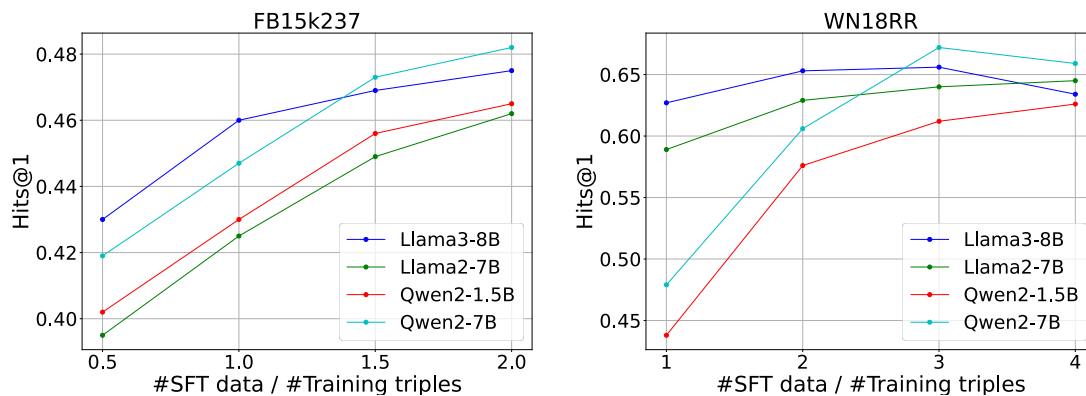 FB15k237
Hits@1
0.48
0.46
0.44
0.42
0.40
0.5 1.0 1.5 2.0
#SFT data / #Training triples
Llama3-8B
Llama2-7B
Qwen2-1.5B
Qwen2-7B
WN18RR
Hits@1
0.65
0.60
0.55
0.50
0.45
1 2 3 4
#SFT data / #Training triples
Llama3-8B
Llama2-7B
Qwen2-1.5B
Qwen2-7B